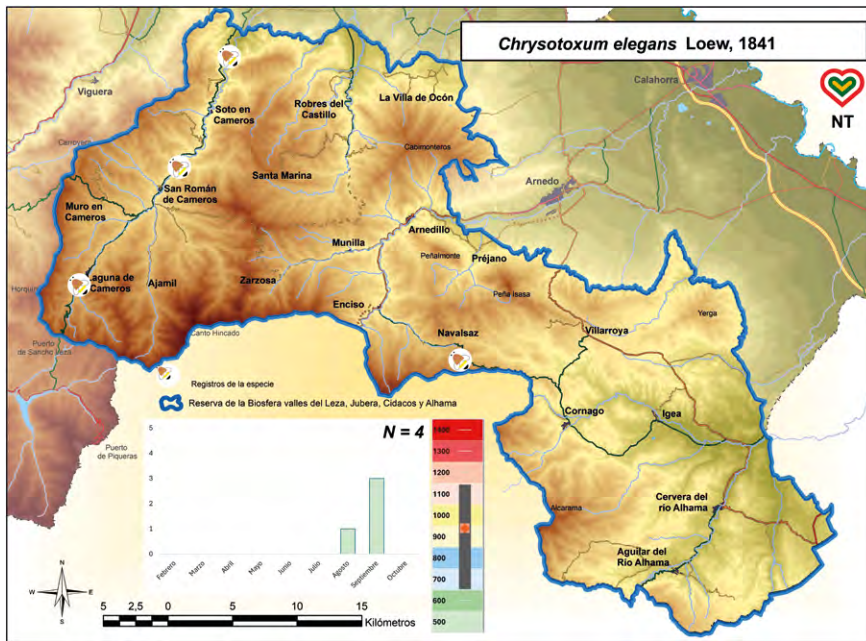 Chrysotoxum elegans Loew, 1841
NT
Calahorra
Viguera
Soto en
Cameros
Robres del
Castillo
La Villa de Ocón
Cabimonteros
Santa Marina
San Román
de Cameros
Arnedo
Muro en
Cameros
Arnedillo
Munilla
Peñalmonte
Préjano
Laguna de
Cameros
Ajamil
Zarzosa
Peña Isasa
Enciso
Yerga
Canto Hincado
Navalsaz
Villarroya
Puerto
de Sancho Leza
Registros de la especie
Reserva de la Biosfera valles del Leza, Jubera, Cidacos y Alhama
Cornago
Igea
Puerto
de Piqueras
N = 4
5
4
3
2
1
0
Febrero
Marzo
Abril
Mayo
Junio
Julio
Agosto
Septiembre
Octubre
1400
1300
1200
1100
1000
900
800
700
600
500
Alcarama
Cervera del
río Alhama
Aguilar del
Río Alhama
N
W
E
S
5
2,5
0
5
10
15
Kilómetros